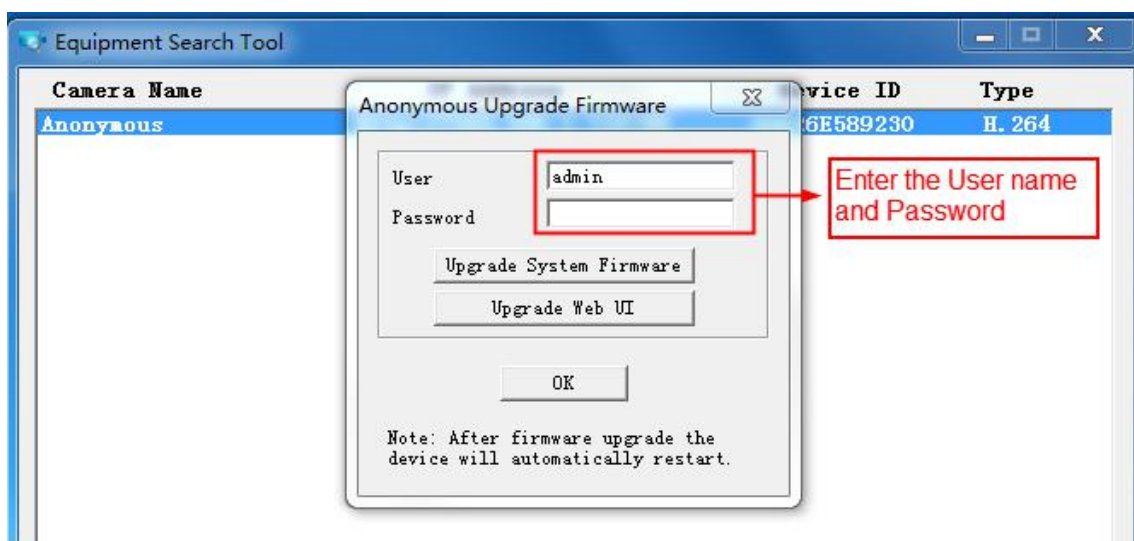 Equipment Search Tool
Camera Name
vice ID
Type
Anonymous
6E589230
H.264
Anonymous Upgrade Firmware
User
admin
Password
Enter the User name
and Password
Upgrade System Firmware
Upgrade Web UI
OK
Note: After firmware upgrade the
device will automatically restart.